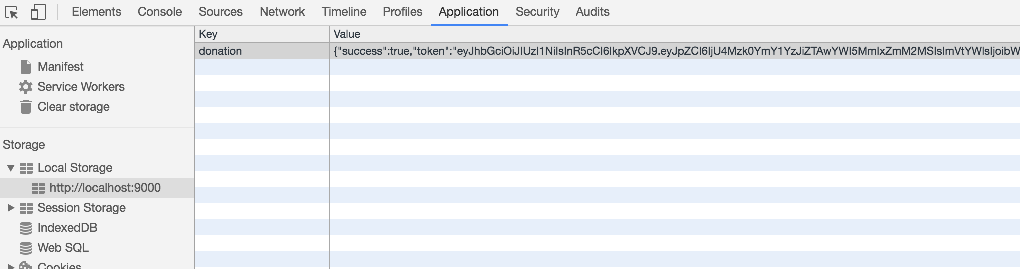 Elements Console Sources Network Timeline Profiles Application Security Audits
Application
Manifest
Service Workers
Clear storage
Storage
Local Storage
http://localhost:9000
Session Storage
IndexedDB
Web SQL
Cookies
Key Value
donation {"success":true,"token":"eyJhbGciOiJIUzI1NiIsInR5cCI6IkpXVCJ9.eyJpZCI6IjU4Mzk0YmY1YzJiZTAwYWI5MmIxZmM2MSIsImVtYWlsIjoibW